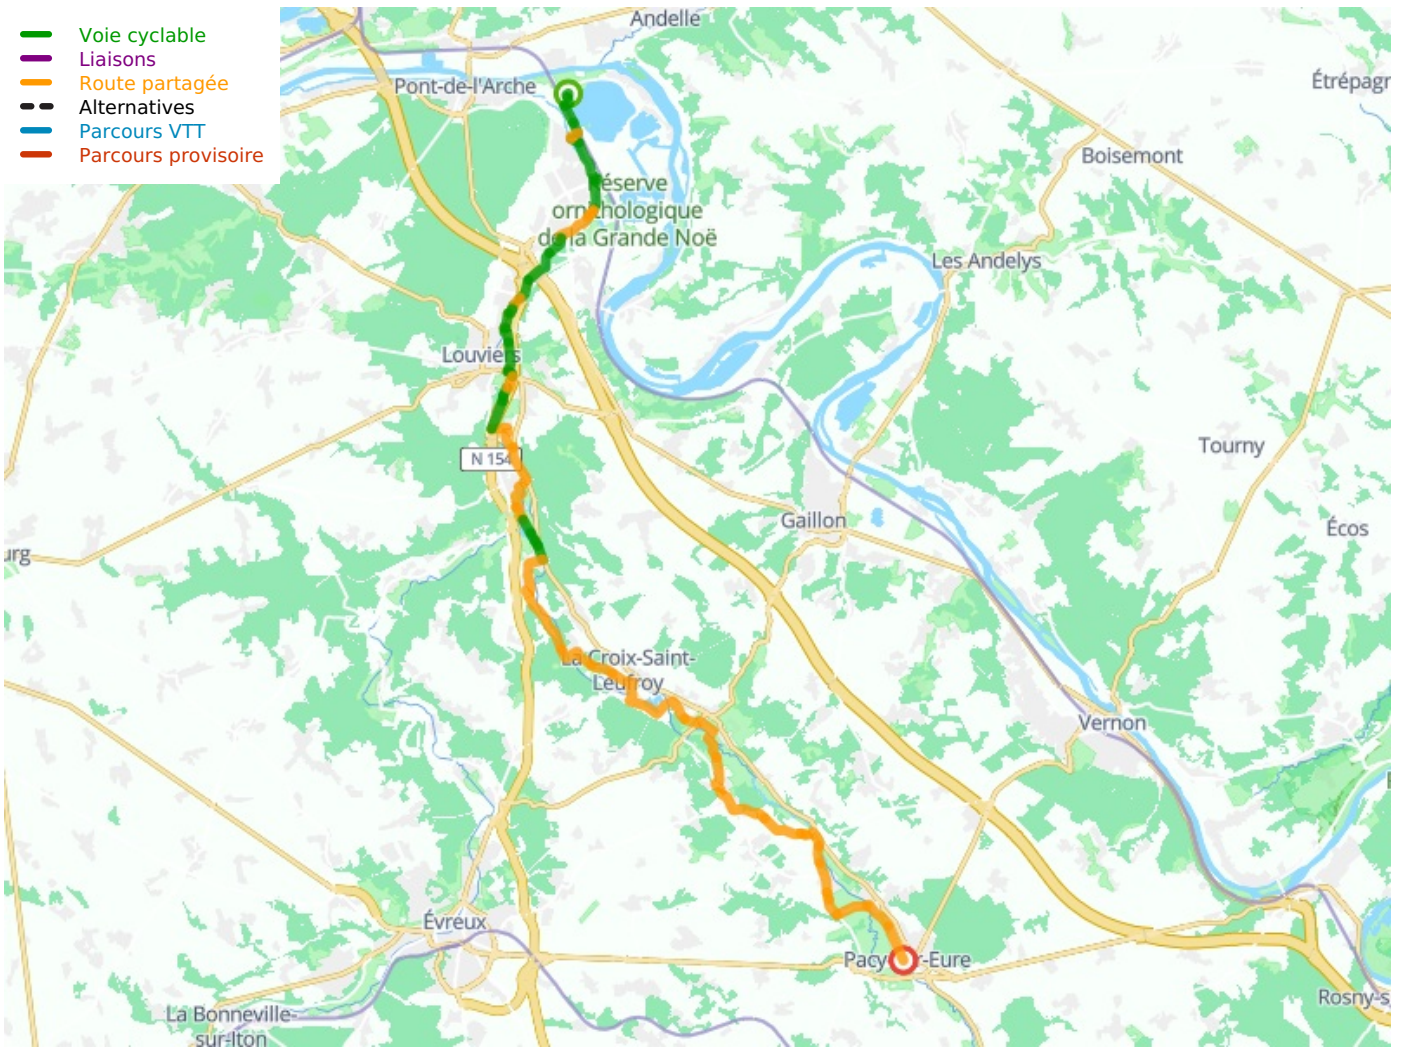 Voie cyclable
Liaisons
Route partagée
Alternatives
Parcours VTT
Parcours provisoire
Andelle
Pont-de-l'Arche
Étrépagn
Boisemont
éserve
ornithologique
de la Grande Noë
Les Andelys
Louviers
Tourny
N 154
Gaillon
Écos
urg
La Croix-Saint-
Leufroy
Vernon
Évreux
Pacy-sur-Eure
Rosny-s
La Bonneville-
sur-Iton